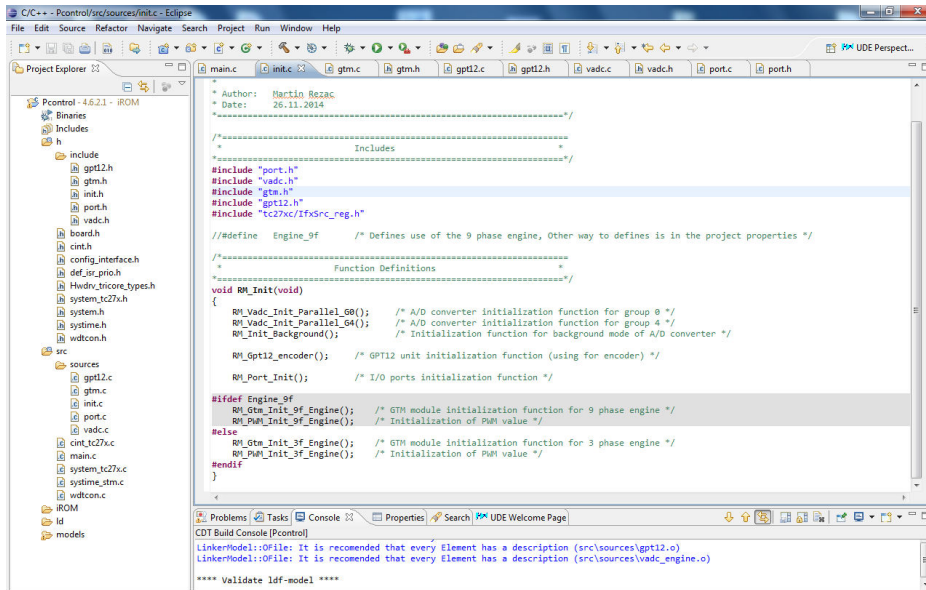 C/C++ - Pcontrol/src/sources/init.c - Eclipse
File Edit Source Refactor Navigate Search Project Run Window Help
UDE Perspect...
Project Explorer
main.c init.c gtm.c gtm.h gpt12.c gpt12.h vadc.c vadc.h port.c port.h
Pcontrol - 4.6.2.1 - iROM
Binaries
Includes
h
include
gpt12.h
gtm.h
init.h
port.h
vadc.h
board.h
cint.h
config_interface.h
def_isr_prio.h
Hwdrv_tricore_types.h
system_tc27x.h
system.h
systime.h
wdtcon.h
src
sources
gpt12.c
gtm.c
init.c
port.c
vadc.c
cint_tc27x.c
main.c
system_tc27x.c
systime_stm.c
wdtcon.c
iROM
ld
models
*
* Author: Martin Rezac
* Date: 26.11.2014
*====================================================================*/
/*====================================================================
* Includes *
*====================================================================*/
#include "port.h"
#include "vadc.h"
#include "gtm.h"
#include "gpt12.h"
#include "tc27xc/IfxSrc_reg.h"
//#define Engine_9f /* Defines use of the 9 phase engine, Other way to defines is in the project properties */
/*====================================================================
* Function Definitions *
*====================================================================*/
void RM_Init(void)
{
RM_Vadc_Init_Parallel_G0(); /* A/D converter initialization function for group 0 */
RM_Vadc_Init_Parallel_G4(); /* A/D converter initialization function for group 4 */
RM_Init_Background(); /* Initialization function for background mode of A/D converter */
RM_Gpt12_encoder(); /* GPT12 unit initialization function (using for encoder) */
RM_Port_Init(); /* I/O ports initialization function */
#ifdef Engine_9f
RM_Gtm_Init_9f_Engine(); /* GTM module initialization function for 9 phase engine */
RM_PWM_Init_9f_Engine(); /* Initialization of PWM value */
#else
RM_Gtm_Init_3f_Engine(); /* GTM module initialization function for 3 phase engine */
RM_PWM_Init_3f_Engine(); /* Initialization of PWM value */
#endif
}
Problems Tasks Console Properties Search UDE Welcome Page
CDT Build Console [Pcontrol]
LinkerModel::OFile: It is recomended that every Element has a description (src\sources\gpt12.o)
LinkerModel::OFile: It is recomended that every Element has a description (src\sources\vadc_engine.o)
**** Validate ldf-model ****